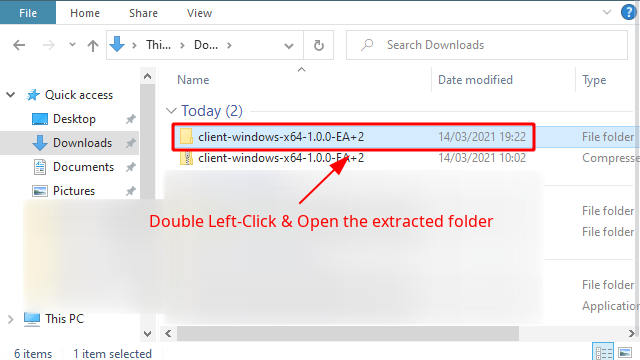 File Home Share View
Thi... Do... Search Downloads
Name Date modified Type
Quick access
Today (2)
Desktop
client-windows-x64-1.0.0-EA+2 14/03/2021 19:22 File folder
Downloads
client-windows-x64-1.0.0-EA+2 14/03/2021 10:02 Compresse
Documents
Pictures
File folder
Double Left-Click & Open the extracted folder
File folder
File folder
Application
This PC
6 items 1 item selected